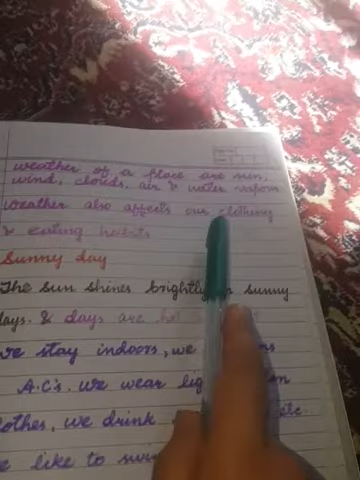 weather of a place are sun,
wind, clouds, air & water vapour
weather also affects our clothing
& eating habits
Sunny day
The sun shines brightly sunny
days. & days are
we stay indoors, we
A.C's. we wear
clothes, we drink etc.
we like to